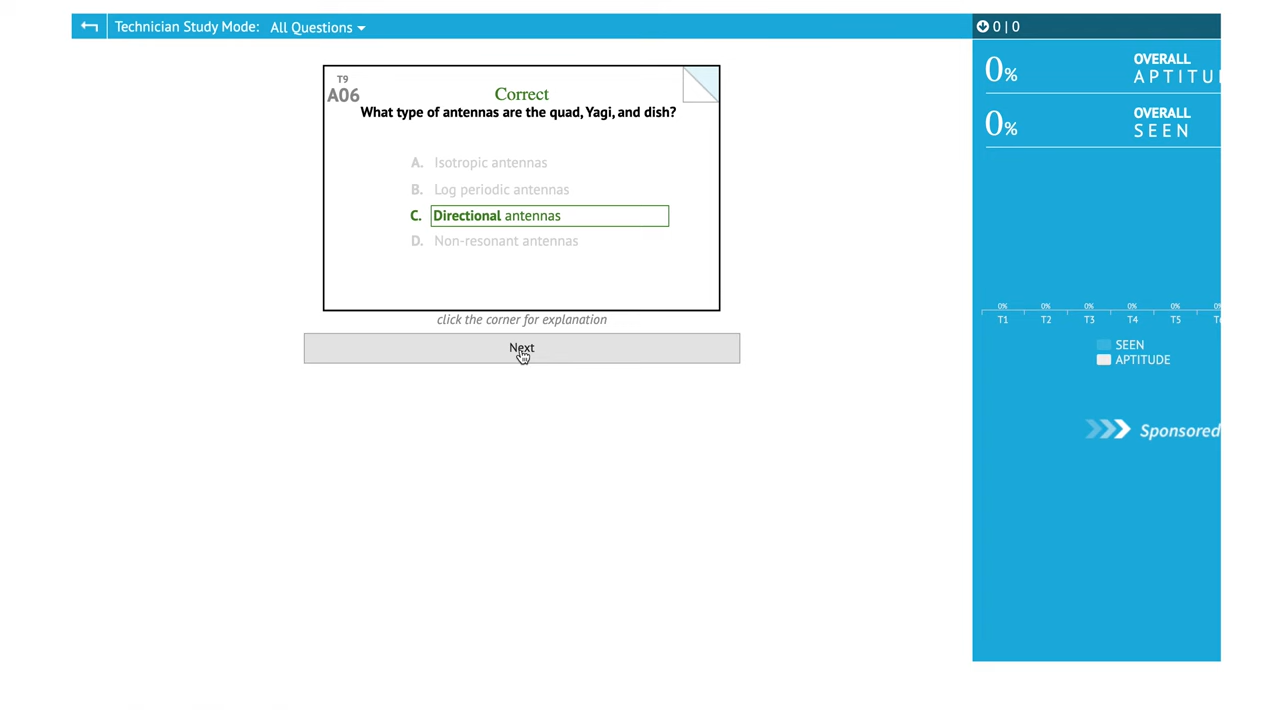 Technician Study Mode: All Questions
0 | 0
T9
A06
Correct
What type of antennas are the quad, Yagi, and dish?
A. Isotropic antennas
B. Log periodic antennas
C. Directional antennas
D. Non-resonant antennas
click the corner for explanation
Next
0% OVERALL
APTITU
0% OVERALL
SEEN
0% 0% 0% 0% 0% 0%
T1 T2 T3 T4 T5
SEEN
APTITUDE
Sponsored